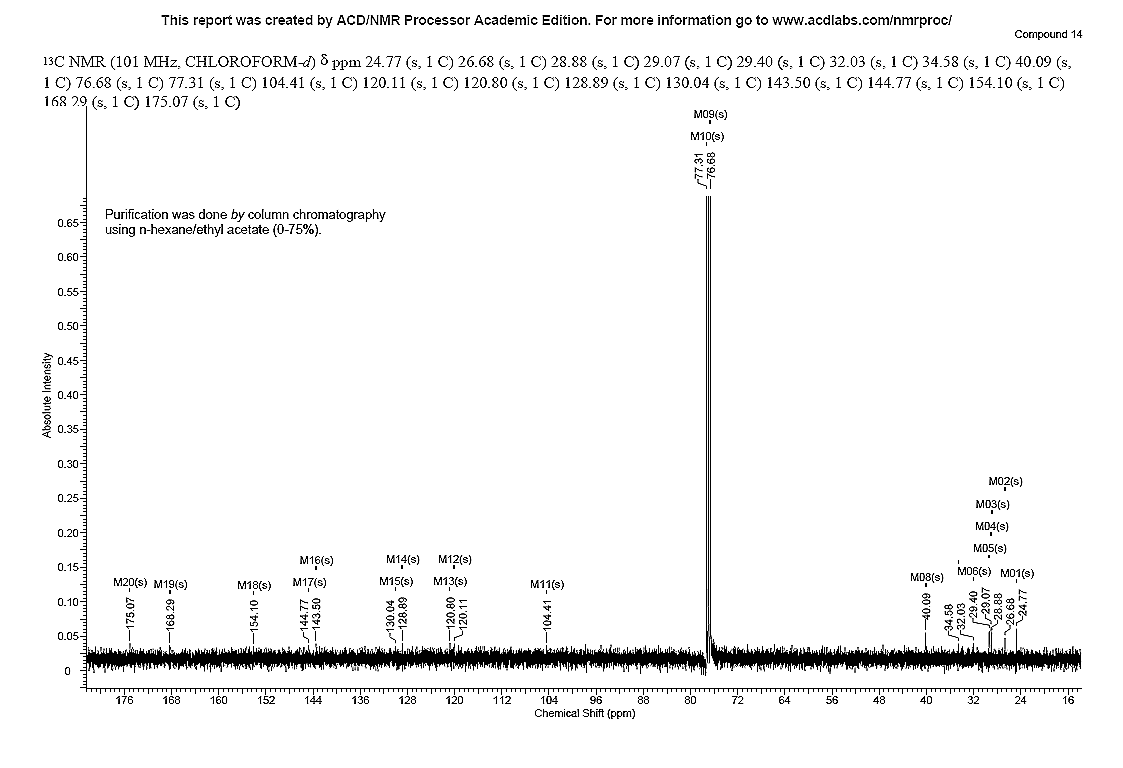 This report was created by ACD/NMR Processor Academic Edition. For more information go to www.acdlabs.com/nmrproc/
Compound 14
13C NMR (101 MHz, CHLOROFORM-d) δ ppm 24.77 (s, 1 C) 26.68 (s, 1 C) 28.88 (s, 1 C) 29.07 (s, 1 C) 29.40 (s, 1 C) 32.03 (s, 1 C) 34.58 (s, 1 C) 40.09 (s,
1 C) 76.68 (s, 1 C) 77.31 (s, 1 C) 104.41 (s, 1 C) 120.11 (s, 1 C) 120.80 (s, 1 C) 128.89 (s, 1 C) 130.04 (s, 1 C) 143.50 (s, 1 C) 144.77 (s, 1 C) 154.10 (s, 1 C)
168.29 (s, 1 C) 175.07 (s, 1 C)
M09(s)
M10(s)
77.31
76.68
Purification was done by column chromatography
using n-hexane/ethyl acetate (0-75%).
0.65
0.60
0.55
0.50
0.45
0.40
0.35
0.30
0.25
0.20
0.15
0.10
0.05
0
Absolute Intensity
M02(s)
M03(s)
M04(s)
M05(s)
M16(s)
M14(s)
M12(s)
M20(s)
M19(s)
M18(s)
M17(s)
M15(s)
M13(s)
M11(s)
M08(s)
M06(s)
M01(s)
175.07
168.29
154.10
144.77
143.50
130.04
128.89
120.80
120.11
104.41
40.09
34.58
32.03
29.40
29.07
28.88
26.68
24.77
176 168 160 152 144 136 128 120 112 104 96 88 80 72 64 56 48 40 32 24 16
Chemical Shift (ppm)